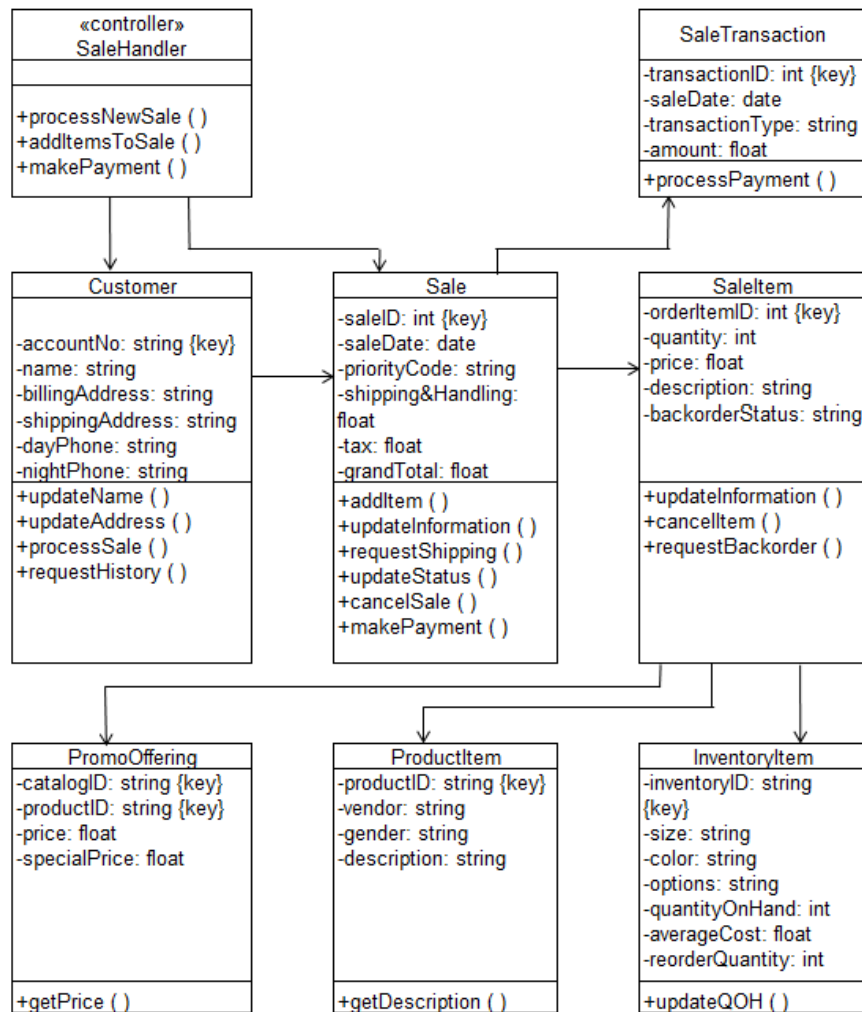 «controller»
SaleHandler
+processNewSale ( )
+addItemsToSale ( )
+makePayment ( )
SaleTransaction
-transactionID: int {key}
-saleDate: date
-transactionType: string
-amount: float
+processPayment ( )
Customer
-accountNo: string {key}
-name: string
-billingAddress: string
-shippingAddress: string
-dayPhone: string
-nightPhone: string
+updateName ( )
+updateAddress ( )
+processSale ( )
+requestHistory ( )
Sale
-saleID: int {key}
-saleDate: date
-priorityCode: string
-shipping&Handling:
float
-tax: float
-grandTotal: float
+addItem ( )
+updateInformation ( )
+requestShipping ( )
+updateStatus ( )
+cancelSale ( )
+makePayment ( )
SaleItem
-orderItemID: int {key}
-quantity: int
-price: float
-description: string
-backorderStatus: string
+updateInformation ( )
+cancelItem ( )
+requestBackorder ( )
PromoOffering
-catalogID: string {key}
-productID: string {key}
-price: float
-specialPrice: float
+getPrice ( )
ProductItem
-productID: string {key}
-vendor: string
-gender: string
-description: string
+getDescription ( )
InventoryItem
-inventoryID: string
{key}
-size: string
-color: string
-options: string
-quantityOnHand: int
-averageCost: float
-reorderQuantity: int
+updateQOH ( )